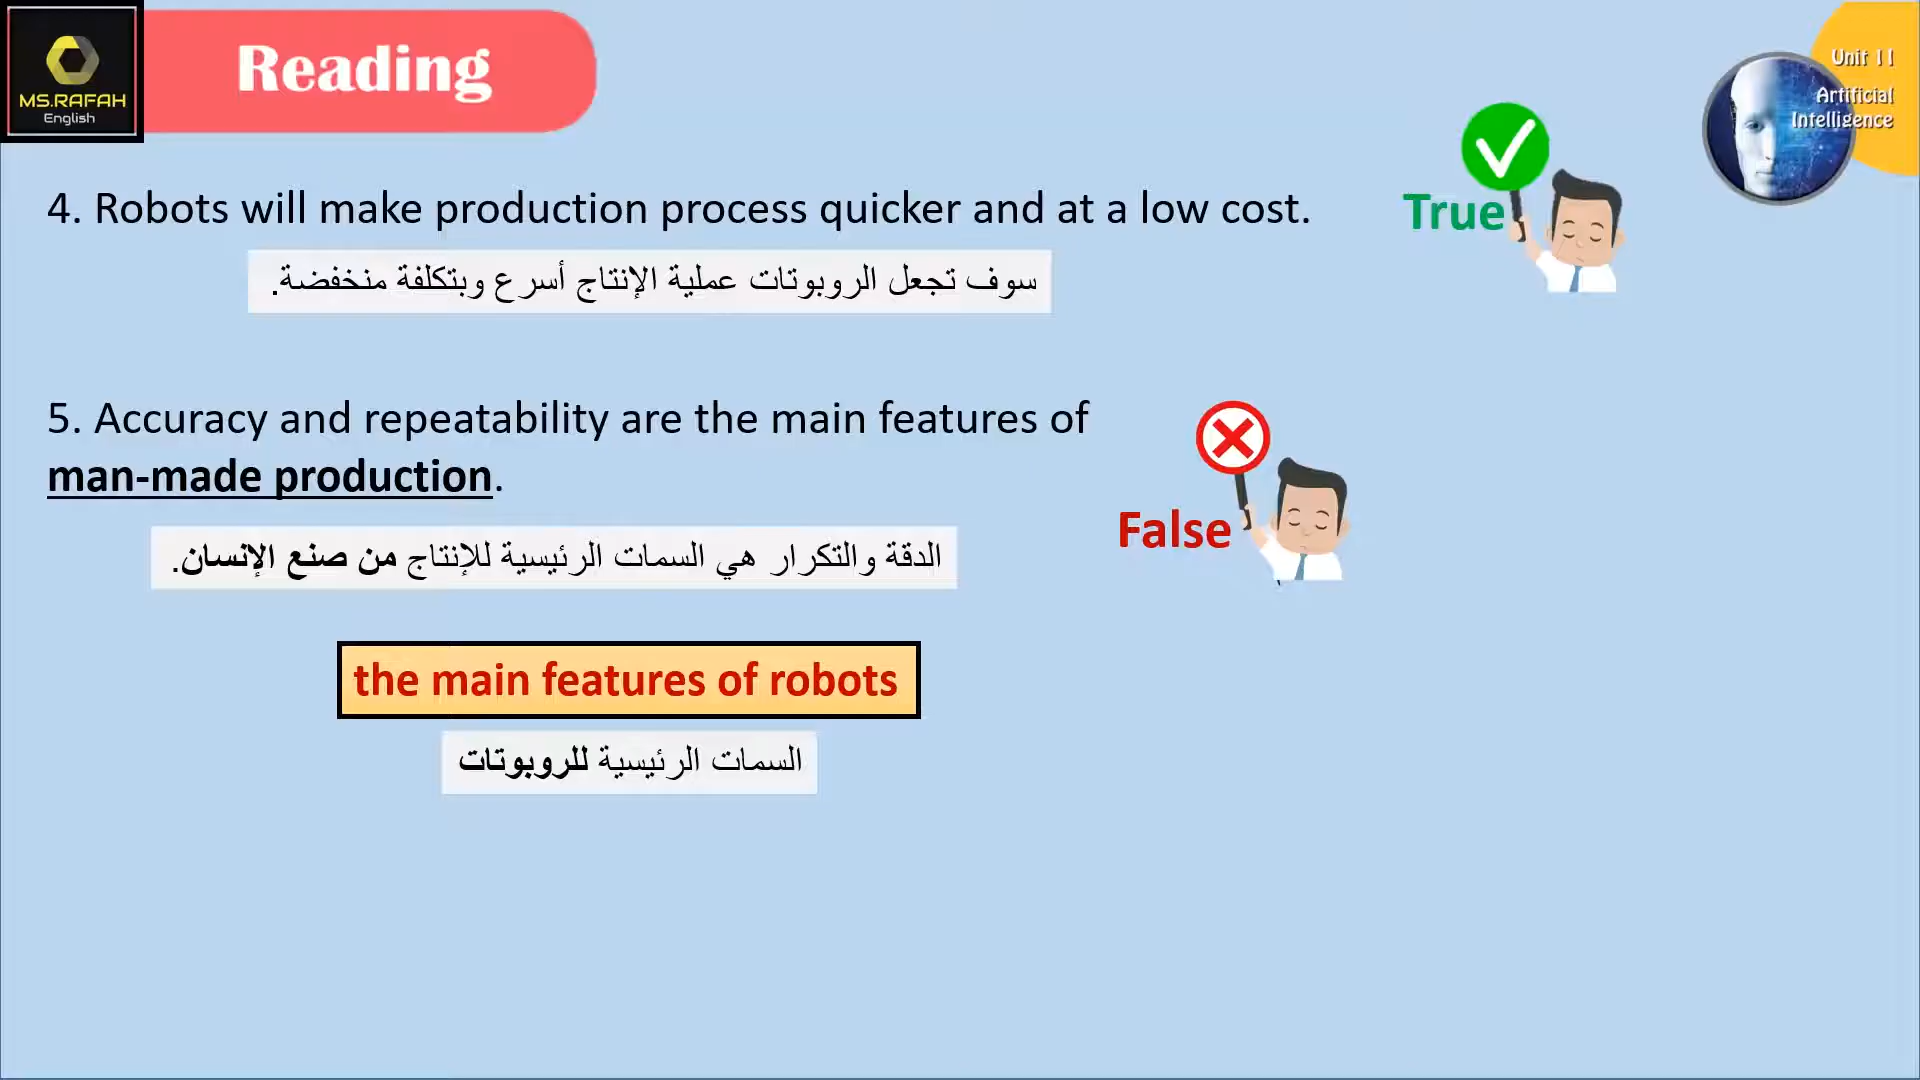 MS.RAFAH
English
Reading
Unit 11
Artificial
Intelligence
4. Robots will make production process quicker and at a low cost.
True
سوف تجعل الروبوتات عملية الإنتاج أسرع وبتكلفة منخفضة.
5. Accuracy and repeatability are the main features of
man-made production.
False
الدقة والتكرار هي السمات الرئيسية للإنتاج من صنع الإنسان.
the main features of robots
السمات الرئيسية للروبوتات